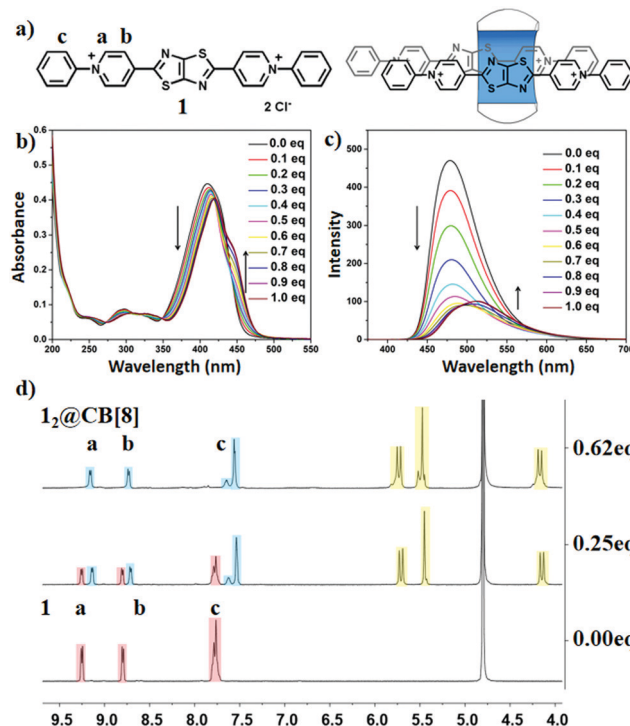 a)
c a b
N+ N S S N N+
1
2 Cl-
N S S N N+ N+
N+ N S S N N+
b)
0.6
0.5
0.4
0.3
0.2
0.1
0.0
Absorbance
200 250 300 350 400 450 500 550
Wavelength (nm)
0.0 eq
0.1 eq
0.2 eq
0.3 eq
0.4 eq
0.5 eq
0.6 eq
0.7 eq
0.8 eq
0.9 eq
1.0 eq
c)
500
400
300
200
100
0
Intensity
400 450 500 550 600 650 700
Wavelength (nm)
0.0 eq
0.1 eq
0.2 eq
0.3 eq
0.4 eq
0.5 eq
0.6 eq
0.7 eq
0.8 eq
0.9 eq
1.0 eq
d)
1₂@CB[8]
a b c
0.62eq
0.25eq
1 a b c
0.00eq
9.5 9.0 8.5 8.0 7.5 7.0 6.5 6.0 5.5 5.0 4.5 4.0